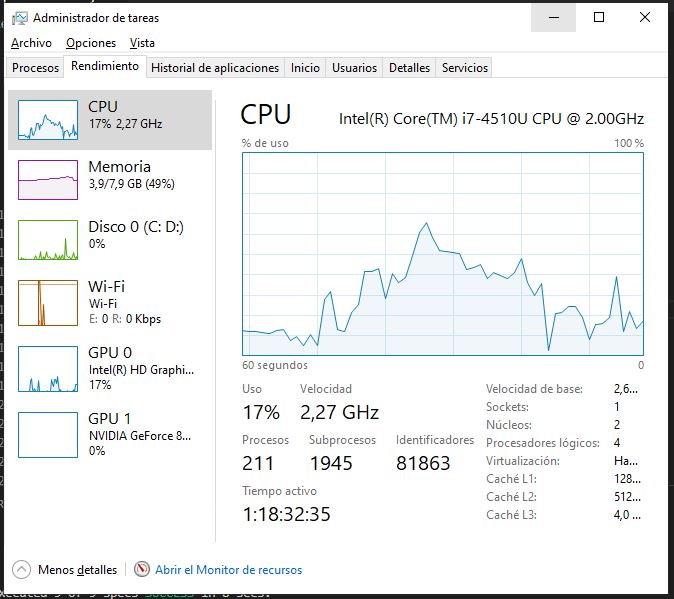 Administrador de tareas
Archivo Opciones Vista
Procesos Rendimiento Historial de aplicaciones Inicio Usuarios Detalles Servicios
CPU
17% 2,27 GHz
Memoria
3,9/7,9 GB (49%)
Disco 0 (C: D:)
0%
Wi-Fi
Wi-Fi
E: 0 R: 0 Kbps
GPU 0
Intel(R) HD Graphi...
17%
GPU 1
NVIDIA GeForce 8...
0%
CPU Intel(R) Core(TM) i7-4510U CPU @ 2.00GHz
% de uso 100 %
60 segundos 0
Uso Velocidad
17% 2,27 GHz
Procesos Subprocesos Identificadores
211 1945 81863
Tiempo activo
1:18:32:35
Velocidad de base: 2,6...
Sockets: 1
Núcleos: 2
Procesadores lógicos: 4
Virtualización: Ha...
Caché L1: 128...
Caché L2: 512...
Caché L3: 4,0 ...
Menos detalles Abrir el Monitor de recursos